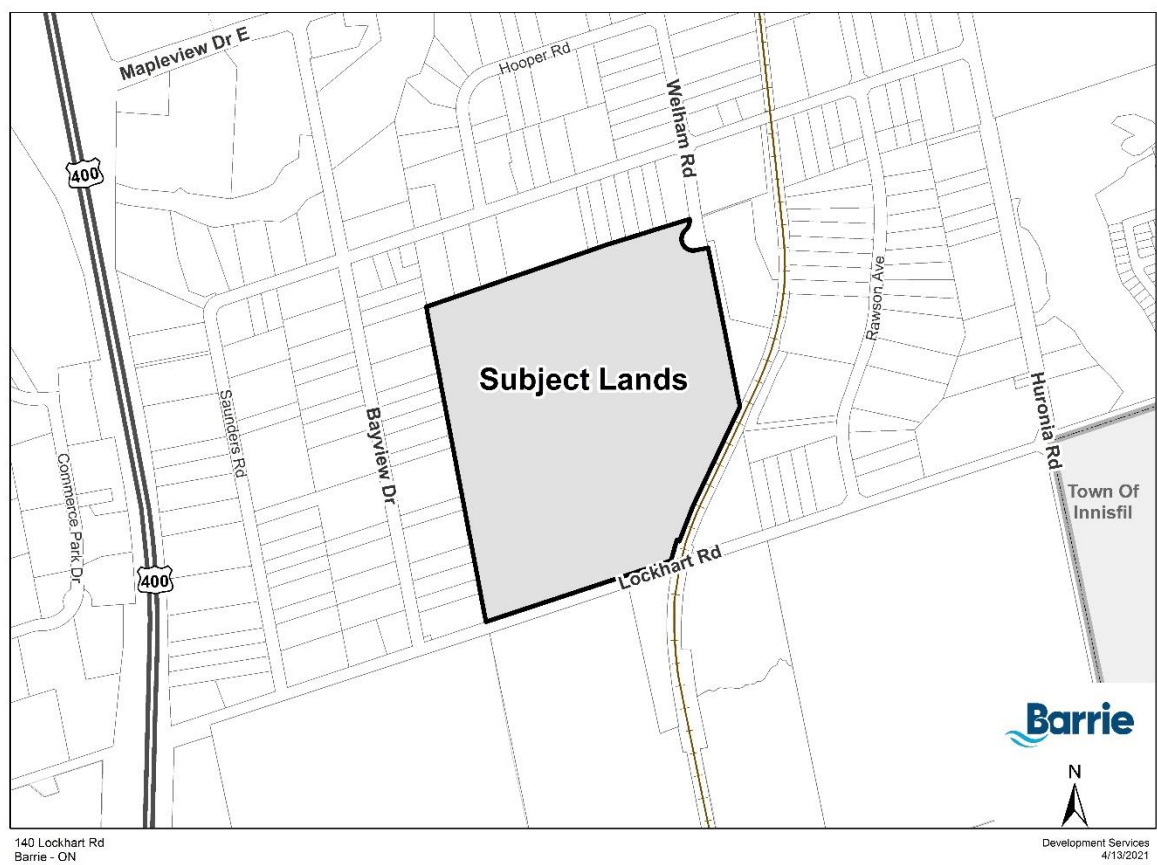 Mapleview Dr E
Hooper Rd
Welham Rd
400
Subject Lands
Rawson Ave
Saunders Rd
Bayview Dr
Huronia Rd
Commerce Park Dr
Town Of
Innisfil
Lockhart Rd
400
Barrie
N
140 Lockhart Rd
Barrie - ON
Development Services
4/13/2021